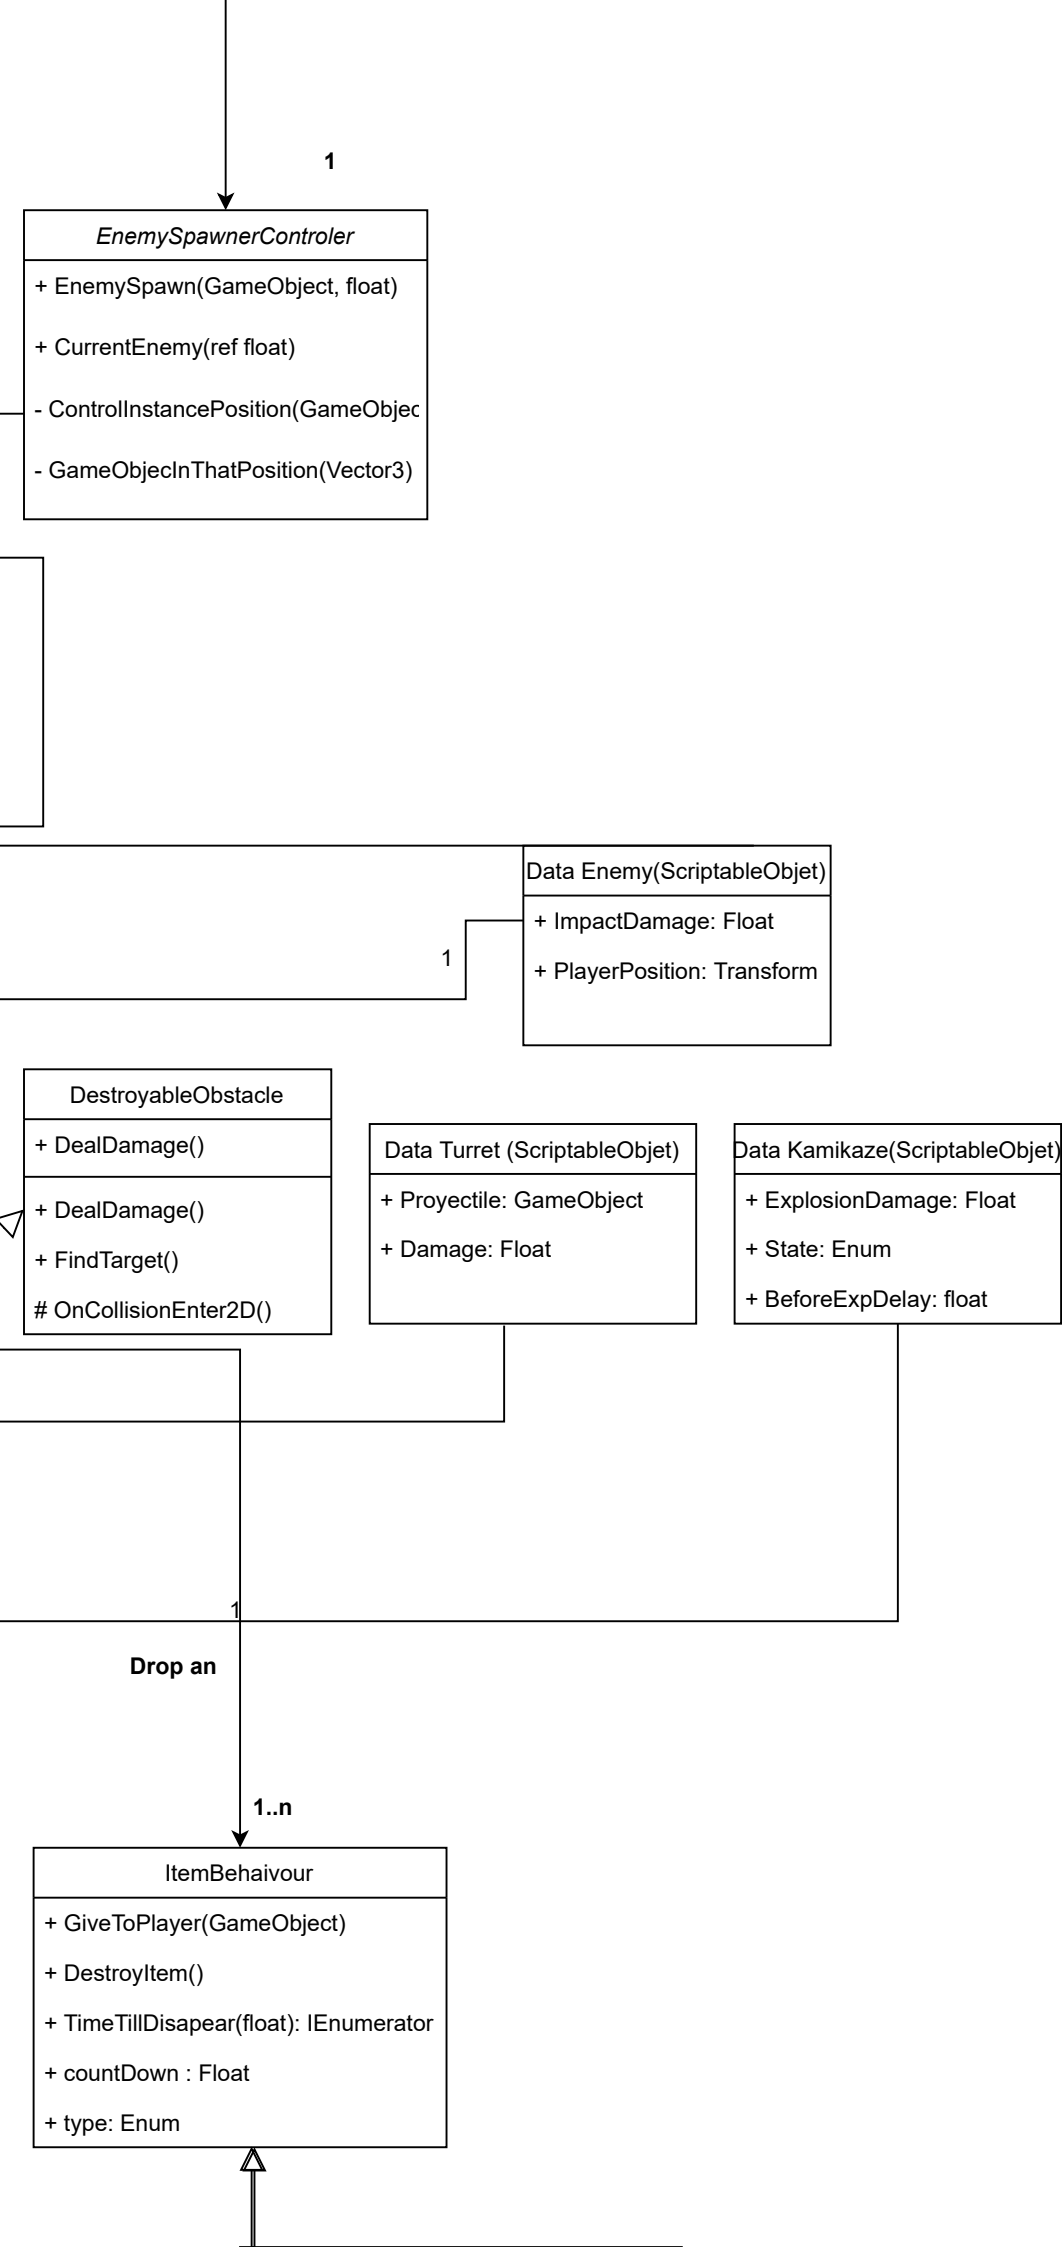 1
EnemySpawnerControler
+ EnemySpawn(GameObject, float)
+ CurrentEnemy(ref float)
- ControlInstancePosition(GameObjec
- GameObjecInThatPosition(Vector3)
Data Enemy(ScriptableObjet)
+ ImpactDamage: Float
1
+ PlayerPosition: Transform
DestroyableObstacle
+ DealDamage()
+ DealDamage()
+ FindTarget()
# OnCollisionEnter2D()
Data Turret (ScriptableObjet)
+ Proyectile: GameObject
+ Damage: Float
Data Kamikaze(ScriptableObjet)
+ ExplosionDamage: Float
+ State: Enum
+ BeforeExpDelay: float
1
Drop an
1..n
ItemBehaivour
+ GiveToPlayer(GameObject)
+ DestroyItem()
+ TimeTillDisapear(float): IEnumerator
+ countDown : Float
+ type: Enum